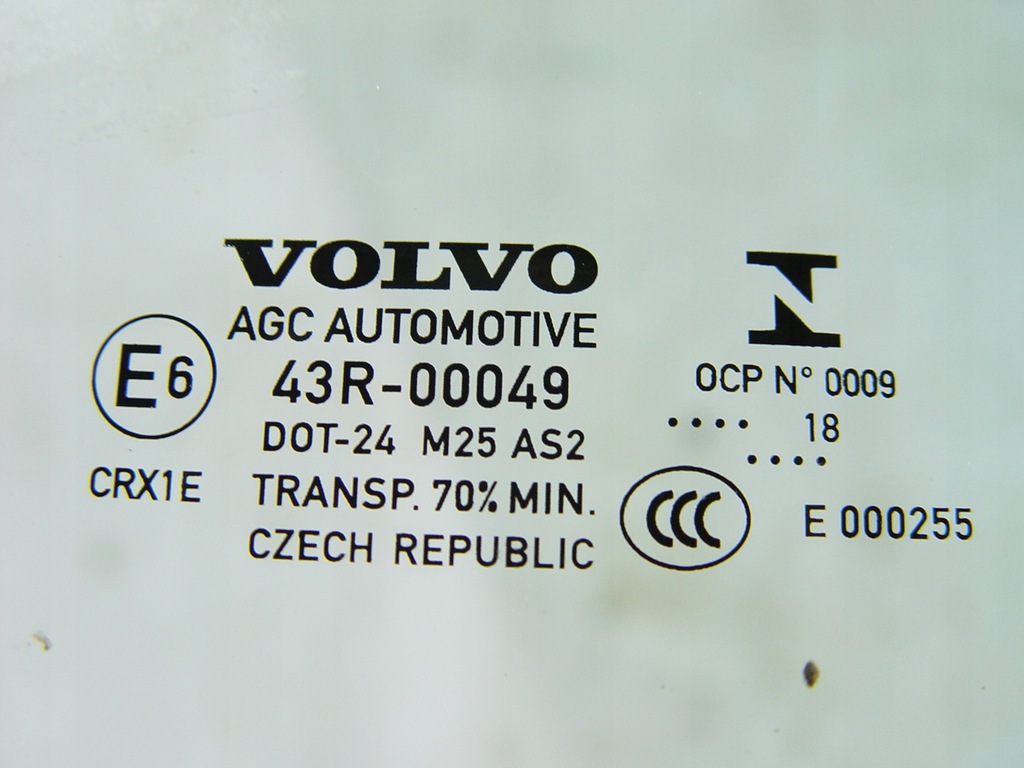 VOLVO
AGC AUTOMOTIVE
E6
43R-00049
DOT-24 M25 AS2
CRX1E
TRANSP. 70% MIN.
CZECH REPUBLIC
N
OCP N° 0009
.... 18
....
CCC
E 000255